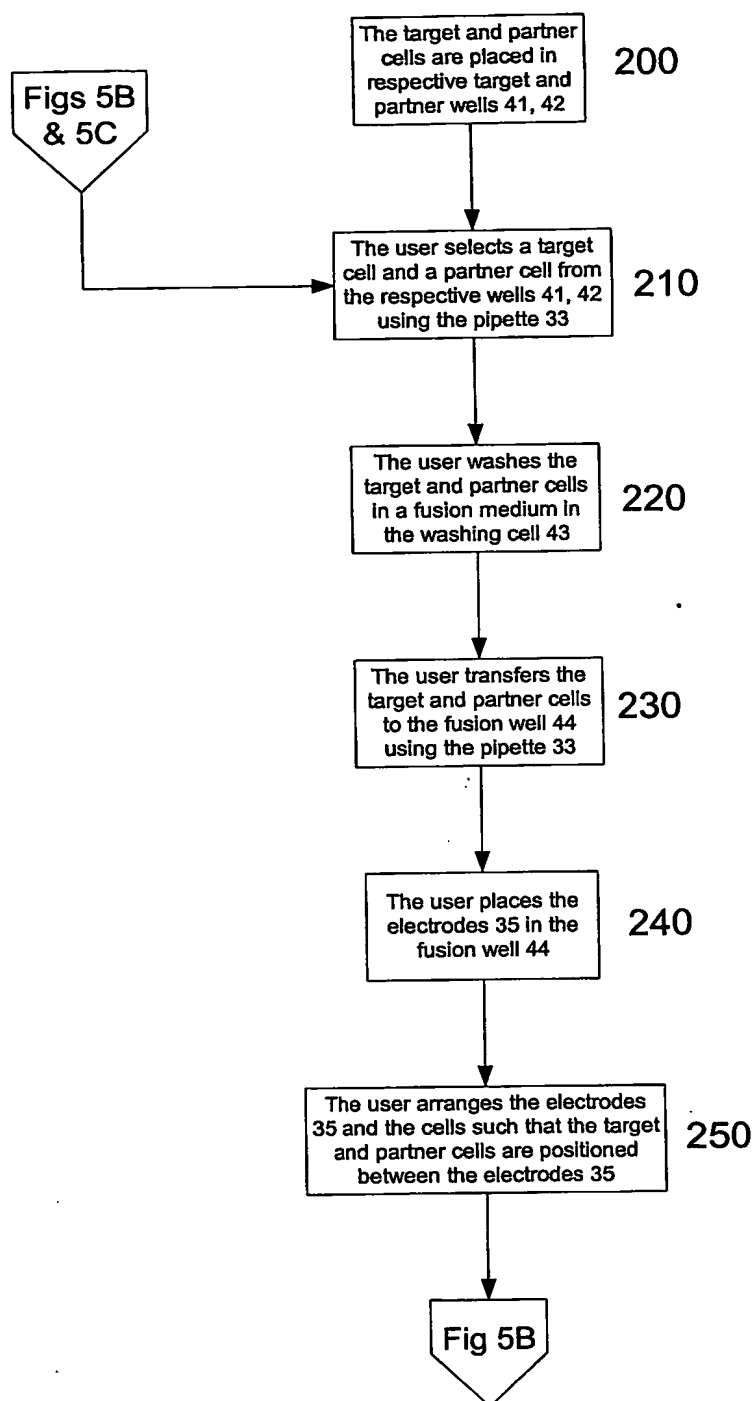 The target and partner
cells are placed in
respective target and
partner wells 41, 42
200
Figs 5B
& 5C
The user selects a target
cell and a partner cell from
the respective wells 41, 42
using the pipette 33
210
The user washes the
target and partner cells
in a fusion medium in
the washing cell 43
220
The user transfers the
target and partner cells
to the fusion well 44
using the pipette 33
230
The user places the
electrodes 35 in the
fusion well 44
240
The user arranges the electrodes
35 and the cells such that the target
and partner cells are positioned
between the electrodes 35
250
Fig 5B